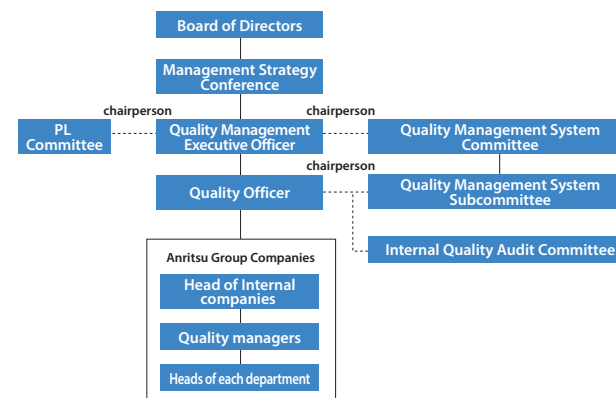 Board of Directors
Management Strategy
Conference
chairperson
chairperson
PL
Committee
Quality Management
Executive Officer
Quality Management System
Committee
chairperson
Quality Officer
Quality Management System
Subcommittee
Internal Quality Audit Committee
Anritsu Group Companies
Head of Internal
companies
Quality managers
Heads of each department